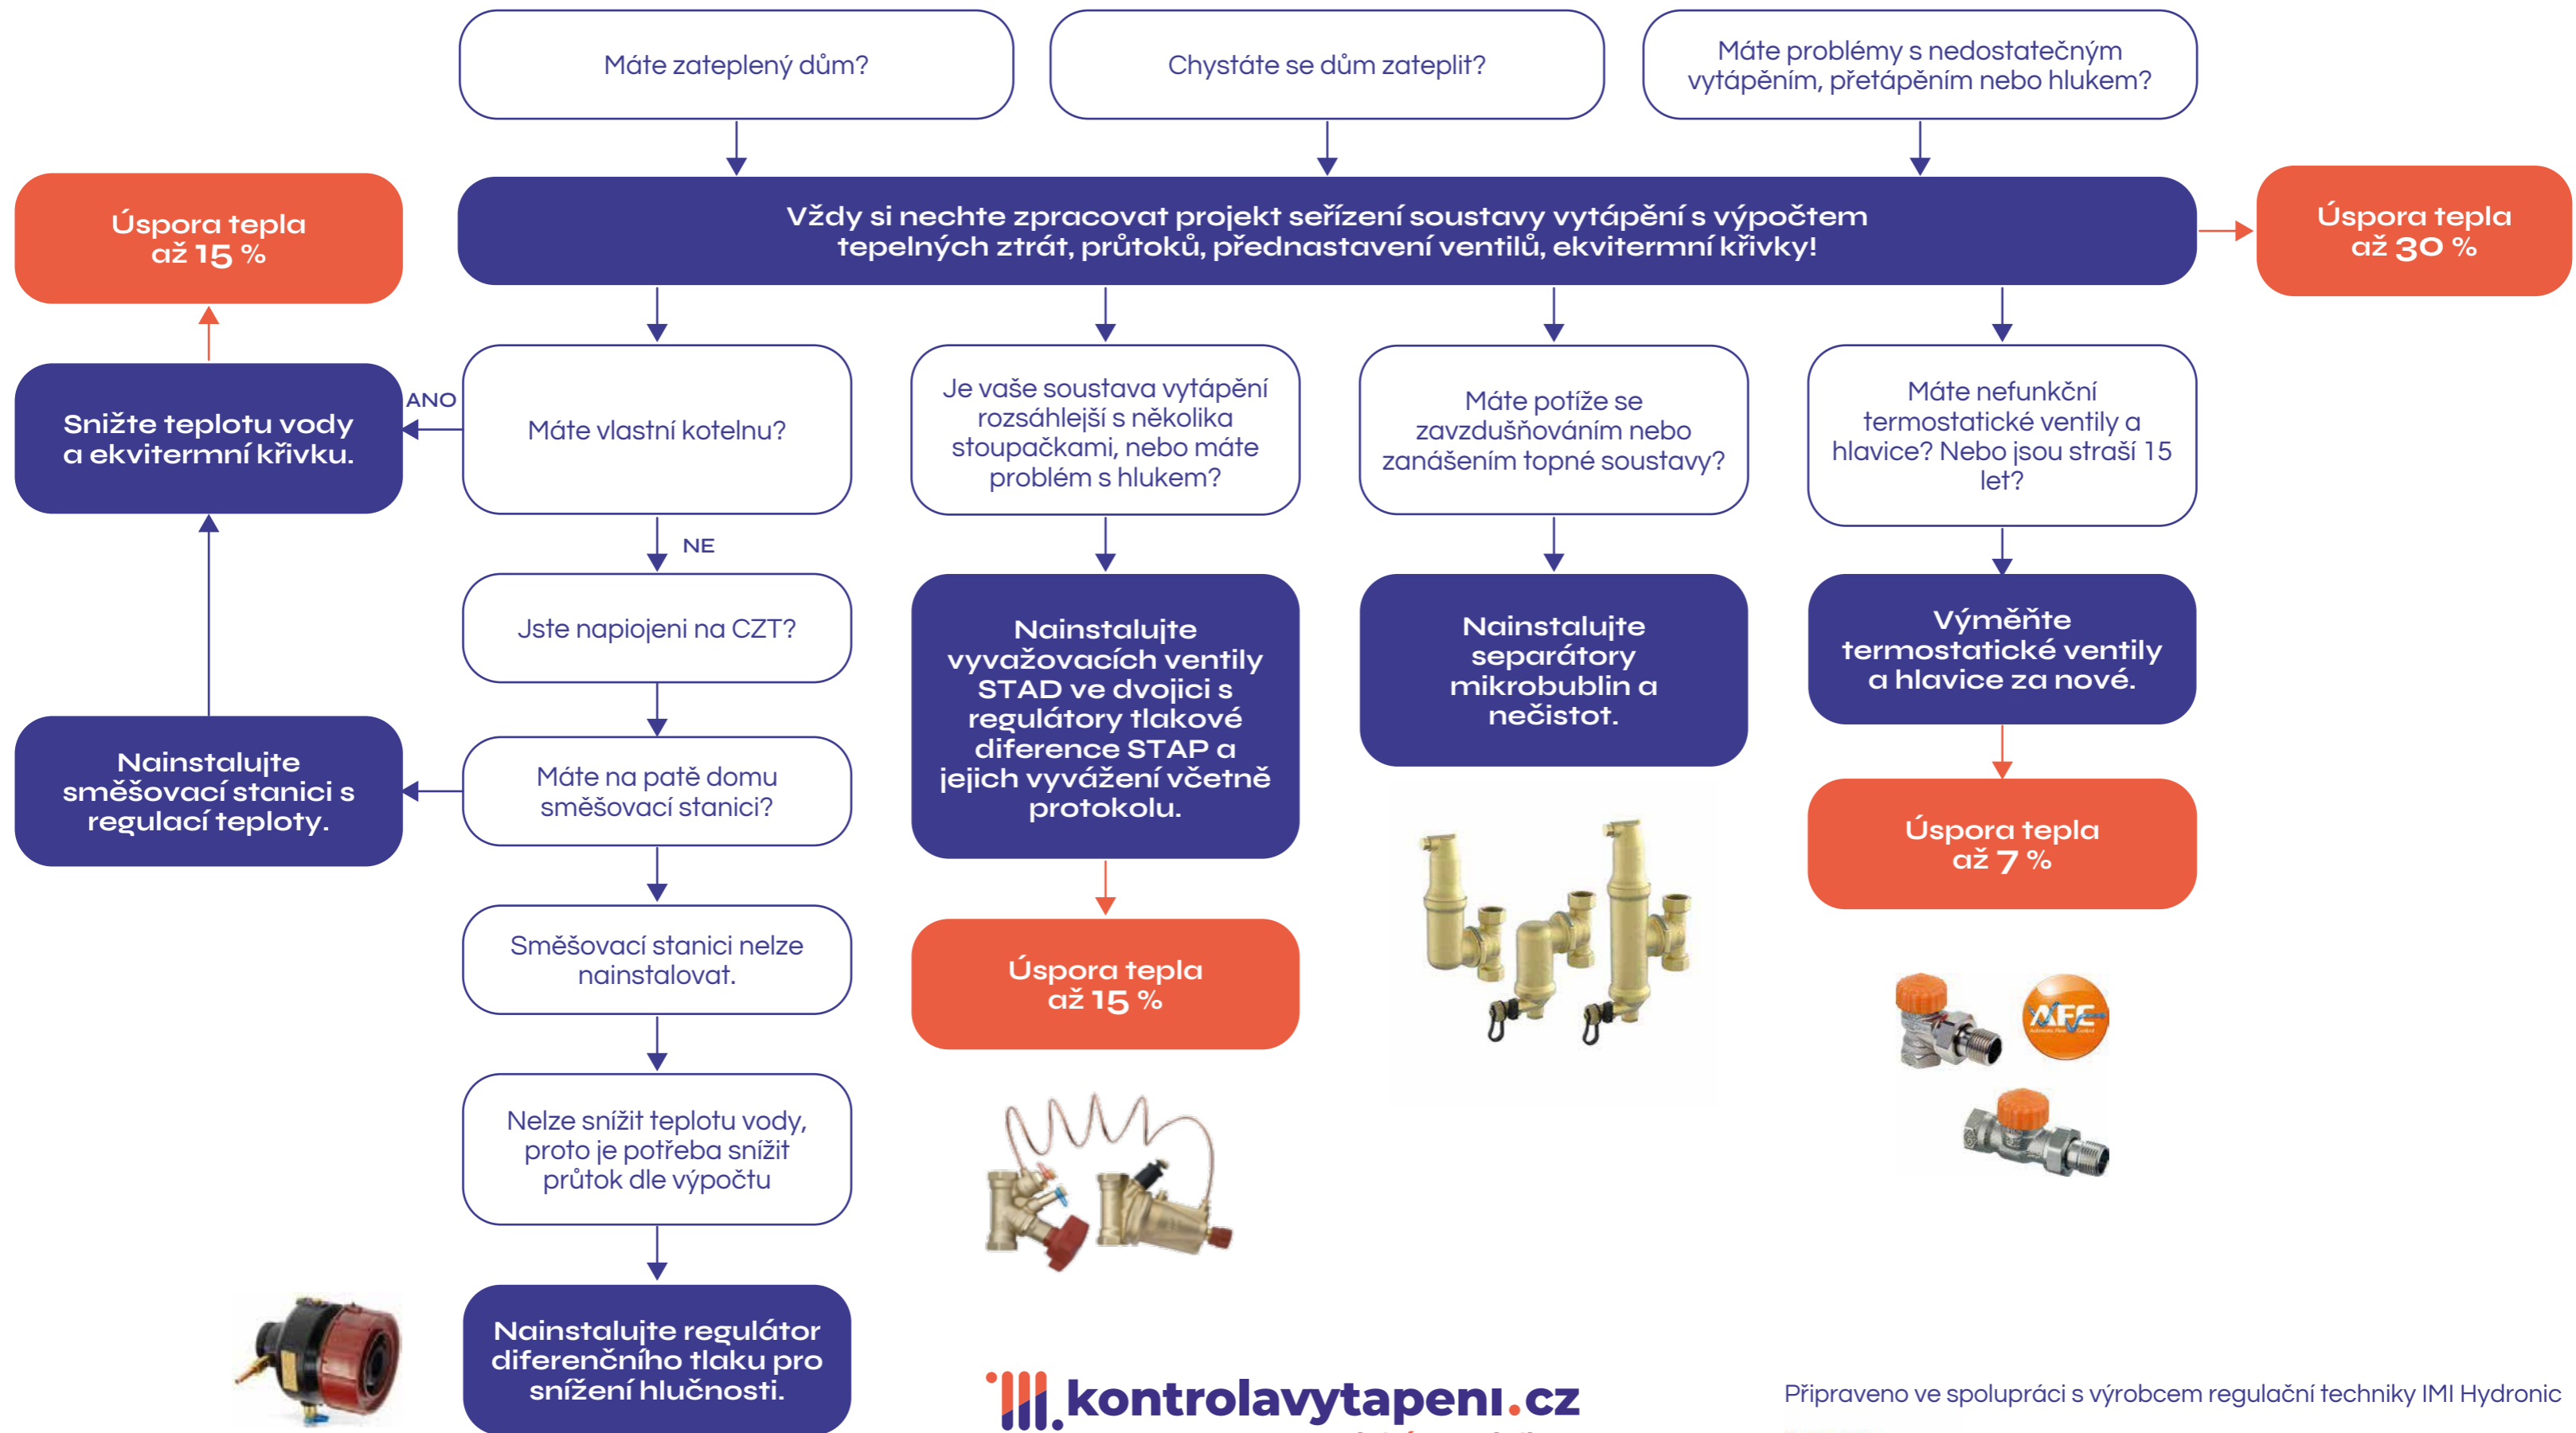 Máte zateplený dům?
Chystáte se dům zateplit?
Máte problémy s nedostatečným
vytápěním, přetápěním nebo hlukem?
Úspora tepla
až 15 %
Vždy si nechte zpracovat projekt seřízení soustavy vytápění s výpočtem
tepelných ztrát, průtoků, přednastavení ventilů, ekvitermní křivky!
Úspora tepla
až 30 %
Snižte teplotu vody
a ekvitermní křivku.
ANO
Máte vlastní kotelnu?
Je vaše soustava vytápění
rozsáhlejší s několika
stoupačkami, nebo máte
problém s hlukem?
Máte potíže se
zavzdušňováním nebo
zanášením topné soustavy?
Máte nefunkční
termostatické ventily a
hlavice? Nebo jsou straší 15
let?
NE
Jste napiojeni na CZT?
Nainstalujte
vyvažovacích ventily
STAD ve dvojici s
regulátory tlakové
diference STAP a
jejich vyvážení včetně
protokolu.
Nainstalujte
separátory
mikrobublin a
nečistot.
Výměňte
termostatické ventily
a hlavice za nové.
Nainstalujte
směšovací stanici s
regulací teploty.
Máte na patě domu
směšovací stanici?
Úspora tepla
až 7 %
Směšovací stanici nelze
nainstalovat.
Úspora tepla
až 15 %
AFC
Nelze snížit teplotu vody,
proto je potřeba snížit
průtok dle výpočtu
Nainstalujte regulátor
diferenčního tlaku pro
snížení hlučnosti.
kontrolavytapeni.cz
Připraveno ve spolupráci s výrobcem regulační techniky IMI Hydronic